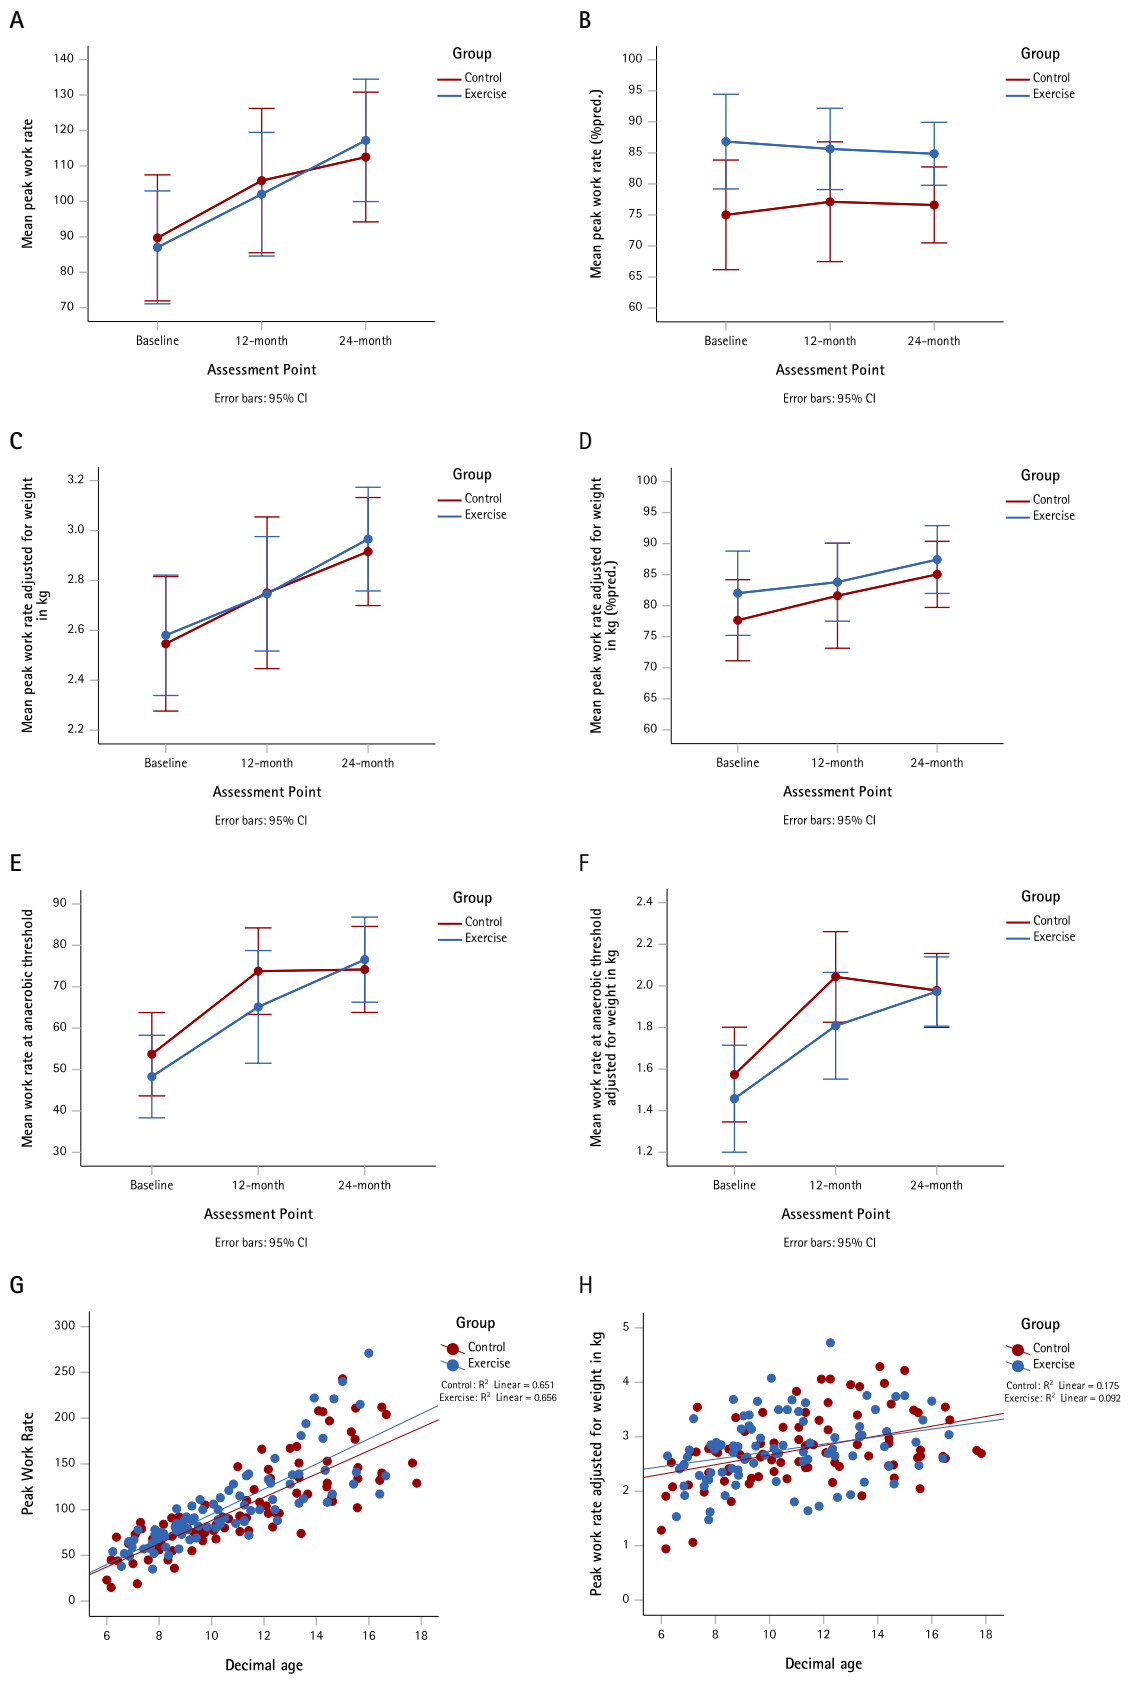 A
Mean peak work rate
140
130
120
110
100
90
80
70
Baseline
12-month
24-month
Assessment Point
Error bars: 95% CI
Group
Control
Exercise
B
Mean peak work rate (%pred.)
100
95
90
85
80
75
70
65
60
Baseline
12-month
24-month
Assessment Point
Error bars: 95% CI
Group
Control
Exercise
C
Mean peak work rate adjusted for weight
in kg
3.2
3.0
2.8
2.6
2.4
2.2
Baseline
12-month
24-month
Assessment Point
Error bars: 95% CI
Group
Control
Exercise
D
Mean peak work rate adjusted for weight
in kg (%pred.)
100
95
90
85
80
75
70
65
60
Baseline
12-month
24-month
Assessment Point
Error bars: 95% CI
Group
Control
Exercise
E
Mean work rate at anaerobic threshold
90
80
70
60
50
40
30
Baseline
12-month
24-month
Assessment Point
Error bars: 95% CI
Group
Control
Exercise
F
Mean work rate at anaerobic threshold
adjusted for weight in kg
2.4
2.2
2.0
1.8
1.6
1.4
1.2
Baseline
12-month
24-month
Assessment Point
Error bars: 95% CI
Group
Control
Exercise
G
Peak Work Rate
300
250
200
150
100
50
0
6
8
10
12
14
16
18
Decimal age
Group
Control
Exercise
Control: R² Linear = 0.651
Exercise: R² Linear = 0.656
H
Peak work rate adjusted for weight in kg
5
4
3
2
1
0
6
8
10
12
14
16
18
Decimal age
Group
Control
Exercise
Control: R² Linear = 0.175
Exercise: R² Linear = 0.092